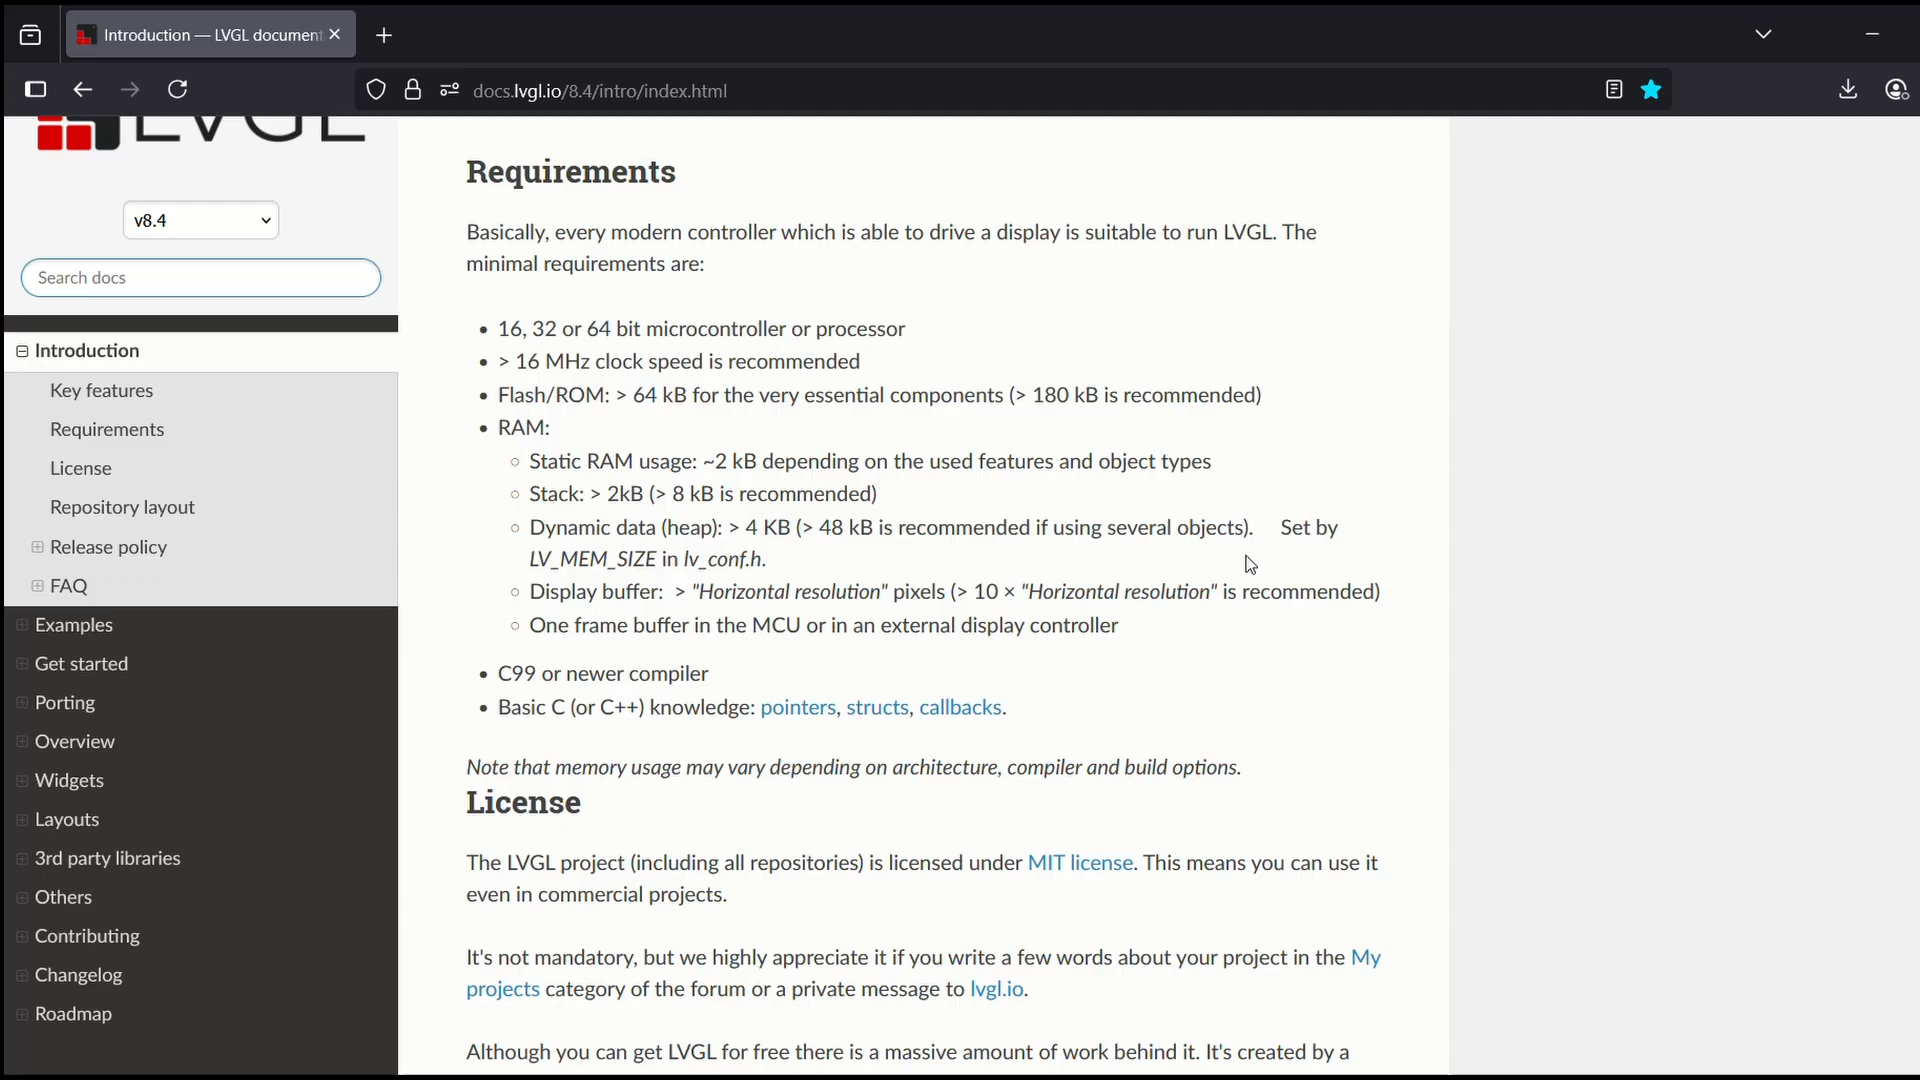 Introduction — LVGL document
docs.lvgl.io/8.4/intro/index.html
LVGL
v8.4
Search docs
Introduction
Key features
Requirements
License
Repository layout
Release policy
FAQ
Examples
Get started
Porting
Overview
Widgets
Layouts
3rd party libraries
Others
Contributing
Changelog
Roadmap
Requirements
Basically, every modern controller which is able to drive a display is suitable to run LVGL. The
minimal requirements are:
16, 32 or 64 bit microcontroller or processor
> 16 MHz clock speed is recommended
Flash/ROM: > 64 kB for the very essential components (> 180 kB is recommended)
RAM:
Static RAM usage: ~2 kB depending on the used features and object types
Stack: > 2kB (> 8 kB is recommended)
Dynamic data (heap): > 4 KB (> 48 kB is recommended if using several objects). Set by
LV_MEM_SIZE in lv_conf.h.
Display buffer: > "Horizontal resolution" pixels (> 10 × "Horizontal resolution" is recommended)
One frame buffer in the MCU or in an external display controller
C99 or newer compiler
Basic C (or C++) knowledge: pointers, structs, callbacks.
Note that memory usage may vary depending on architecture, compiler and build options.
License
The LVGL project (including all repositories) is licensed under MIT license. This means you can use it
even in commercial projects.
It's not mandatory, but we highly appreciate it if you write a few words about your project in the My
projects category of the forum or a private message to lvgl.io.
Although you can get LVGL for free there is a massive amount of work behind it. It's created by a